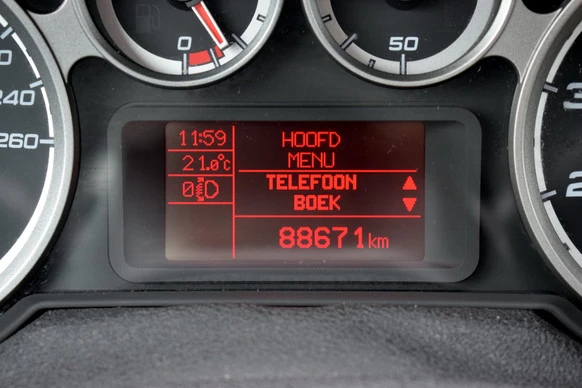 0
50
240
260
11:59
21.0°C
0
HOOFD
MENU
TELEFOON
BOEK
88671km